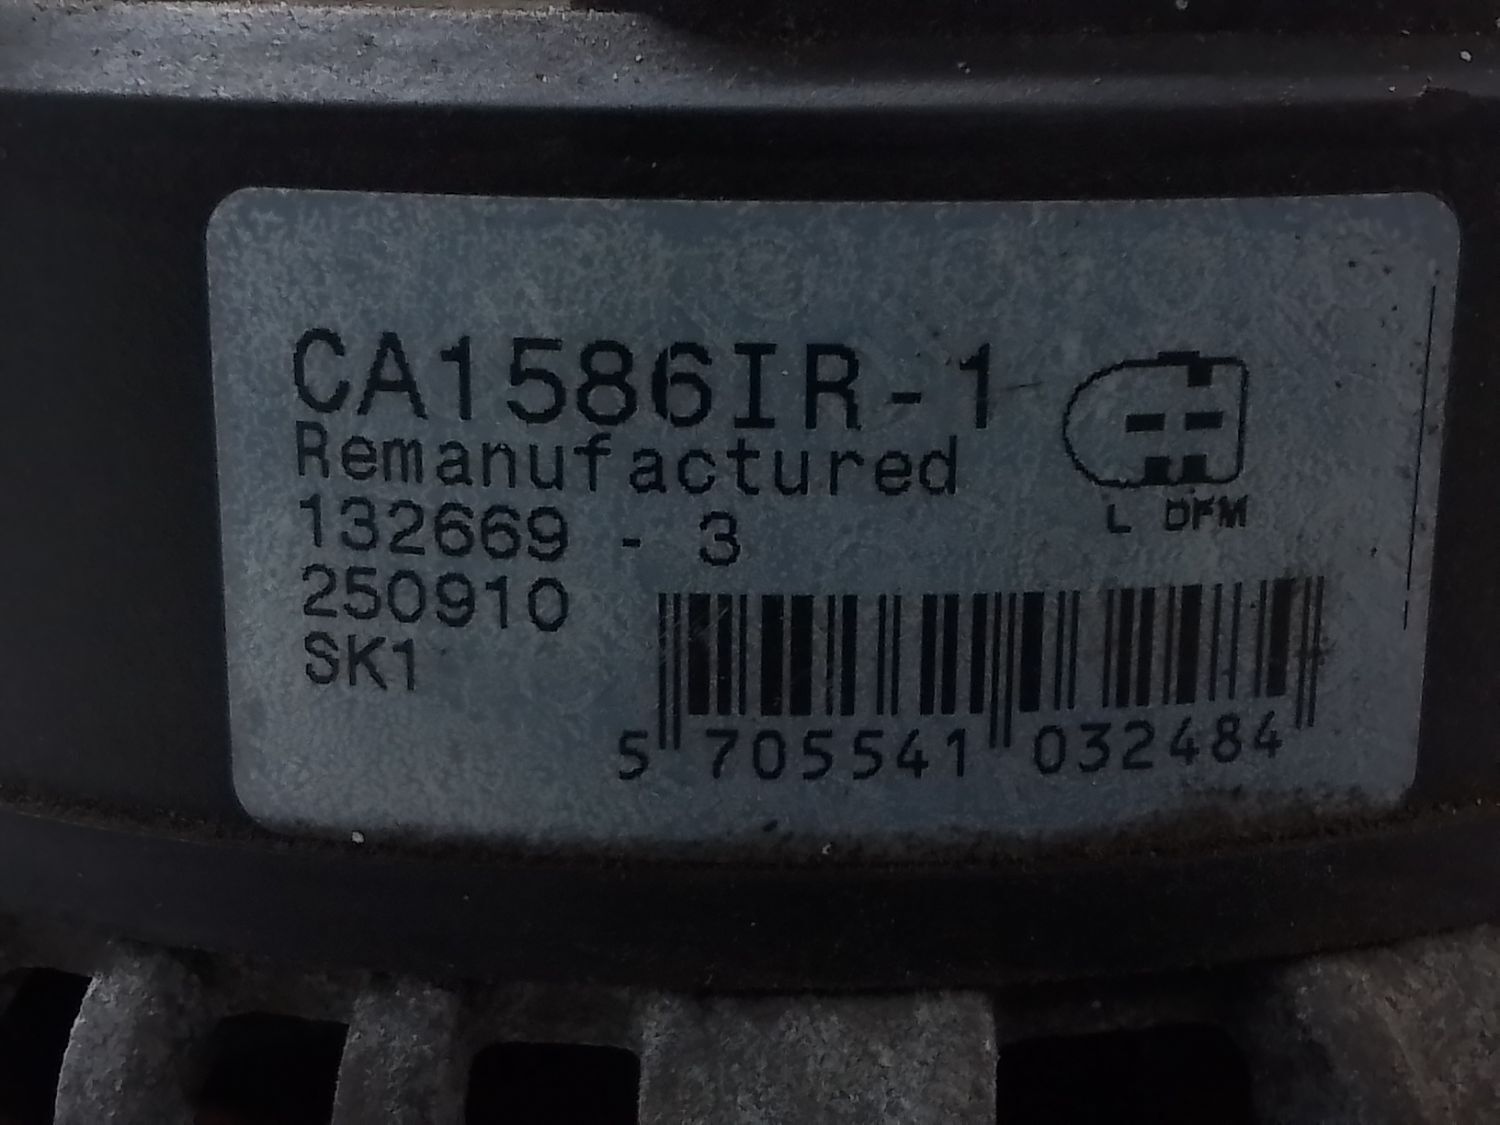 CA1586IR-1
Remanufactured
132669 - 3
250910
SK1
L DFM
5 705541 032484